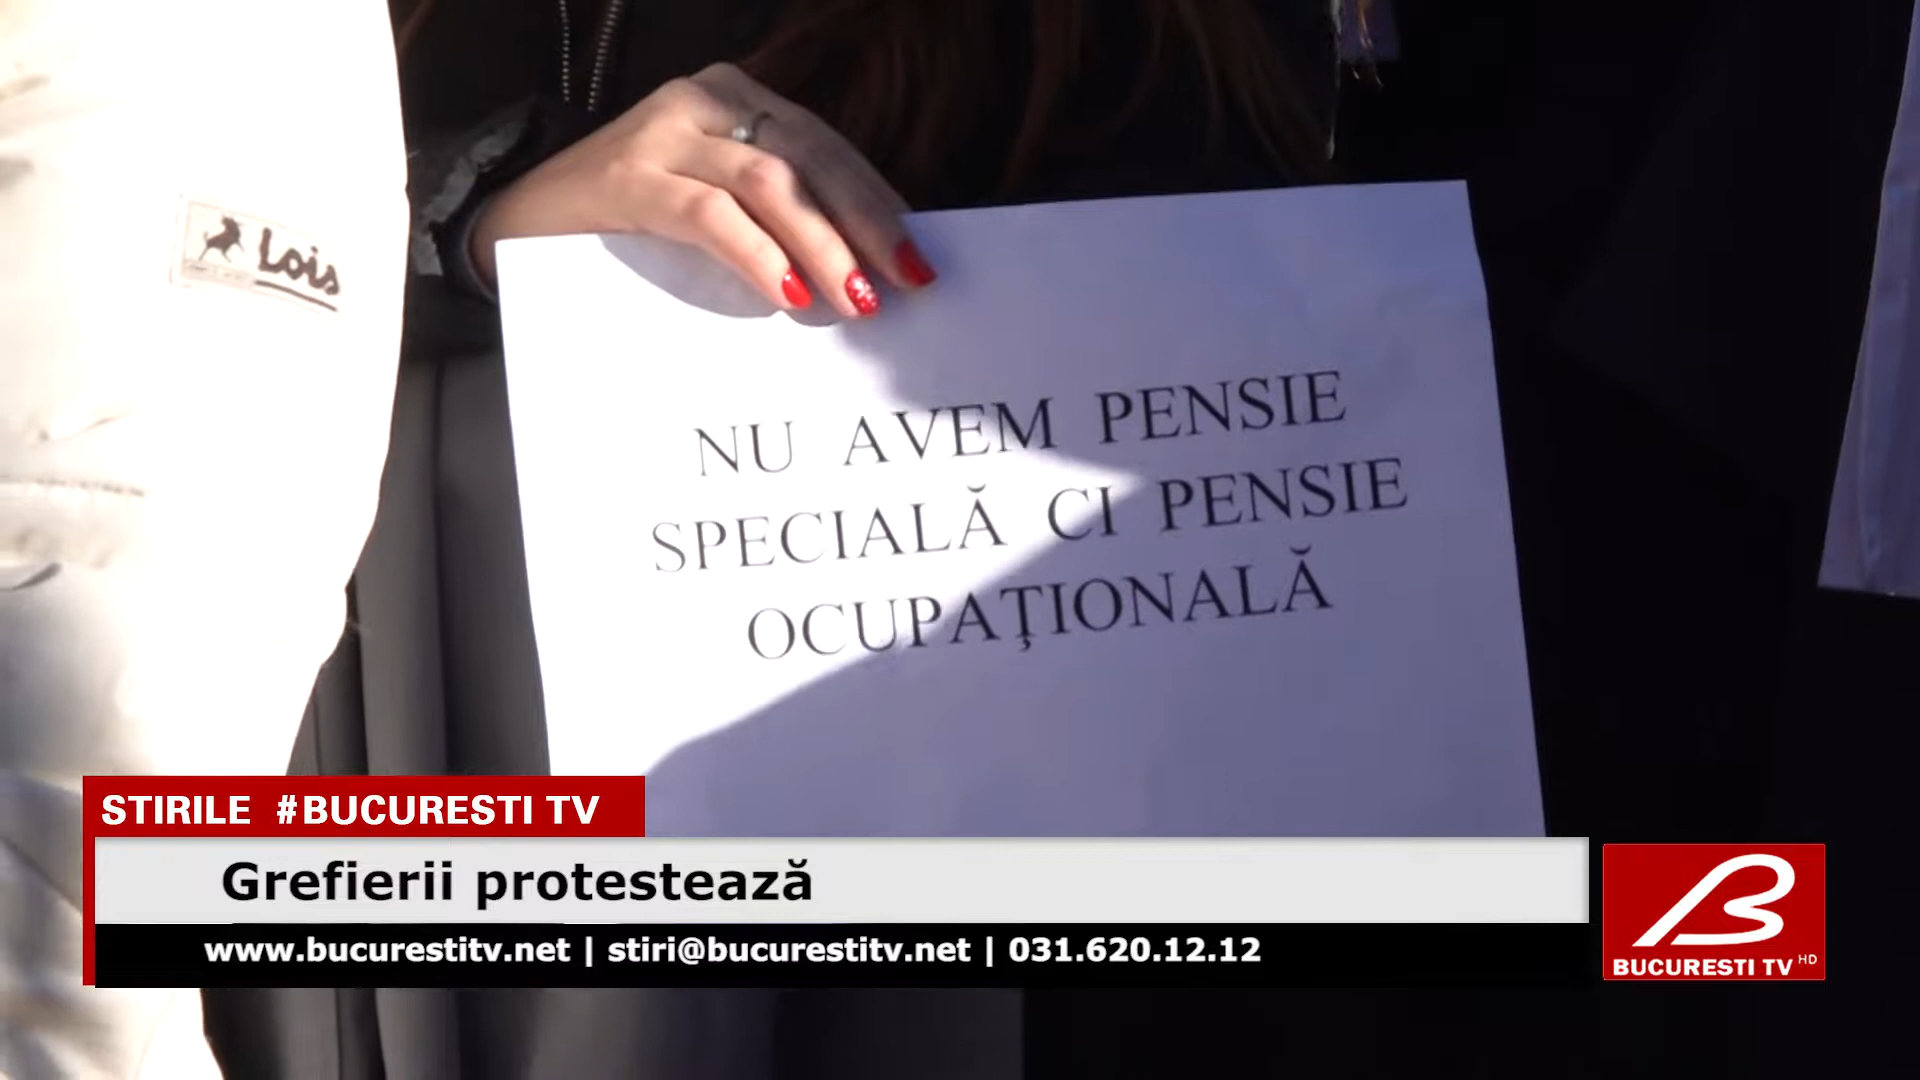 Lois
NU AVEM PENSIE
SPECIALĂ CI PENSIE
OCUPAŢIONALĂ
STIRILE #BUCURESTI TV
Grefierii protestează
www.bucurestitv.net | stiri@bucurestitv.net | 031.620.12.12
BUCURESTI TV HD